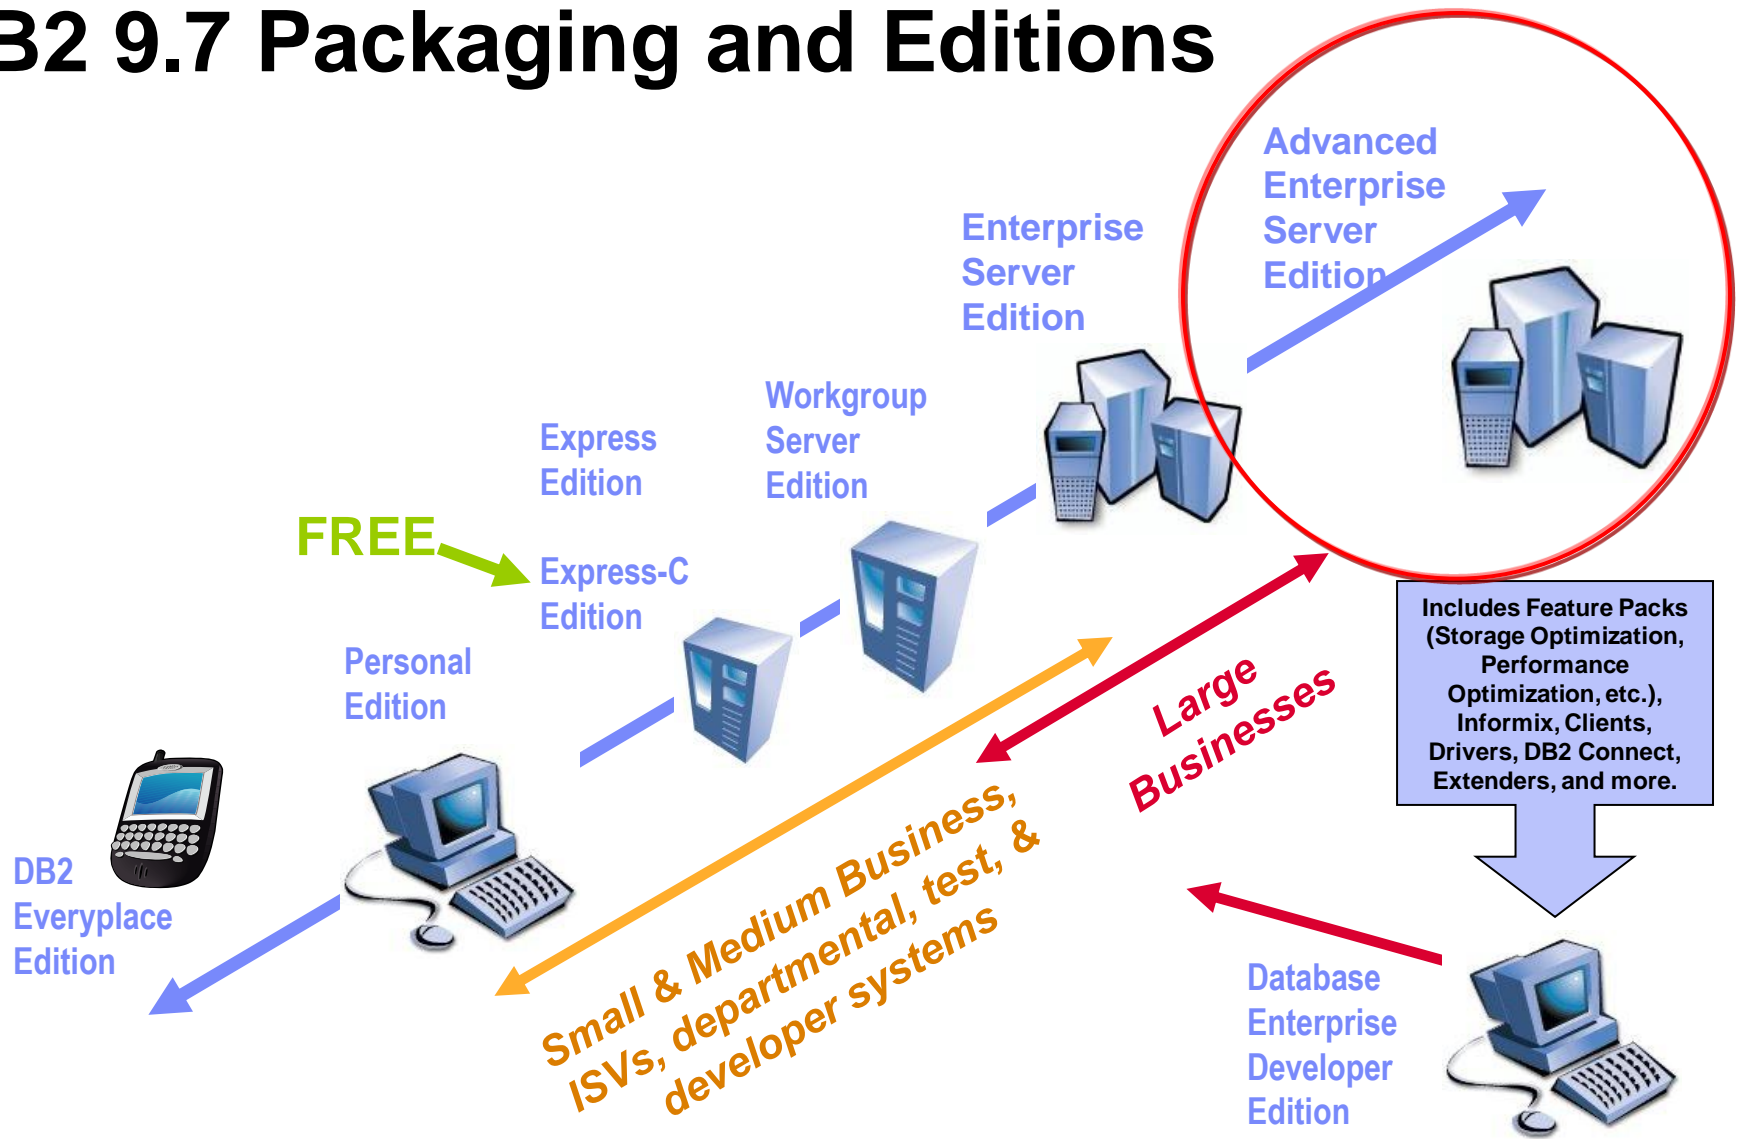 B2 9.7 Packaging and Editions
Advanced
Enterprise
Server
Edition
Enterprise
Server
Edition
Workgroup
Server
Edition
Express
Edition
FREE
Express-C
Edition
Personal
Edition
DB2
Everyplace
Edition
Large
Businesses
Small & Medium Business,
ISVs, departmental, test, &
developer systems
Includes Feature Packs
(Storage Optimization,
Performance
Optimization, etc.),
Informix, Clients,
Drivers, DB2 Connect,
Extenders, and more.
Database
Enterprise
Developer
Edition